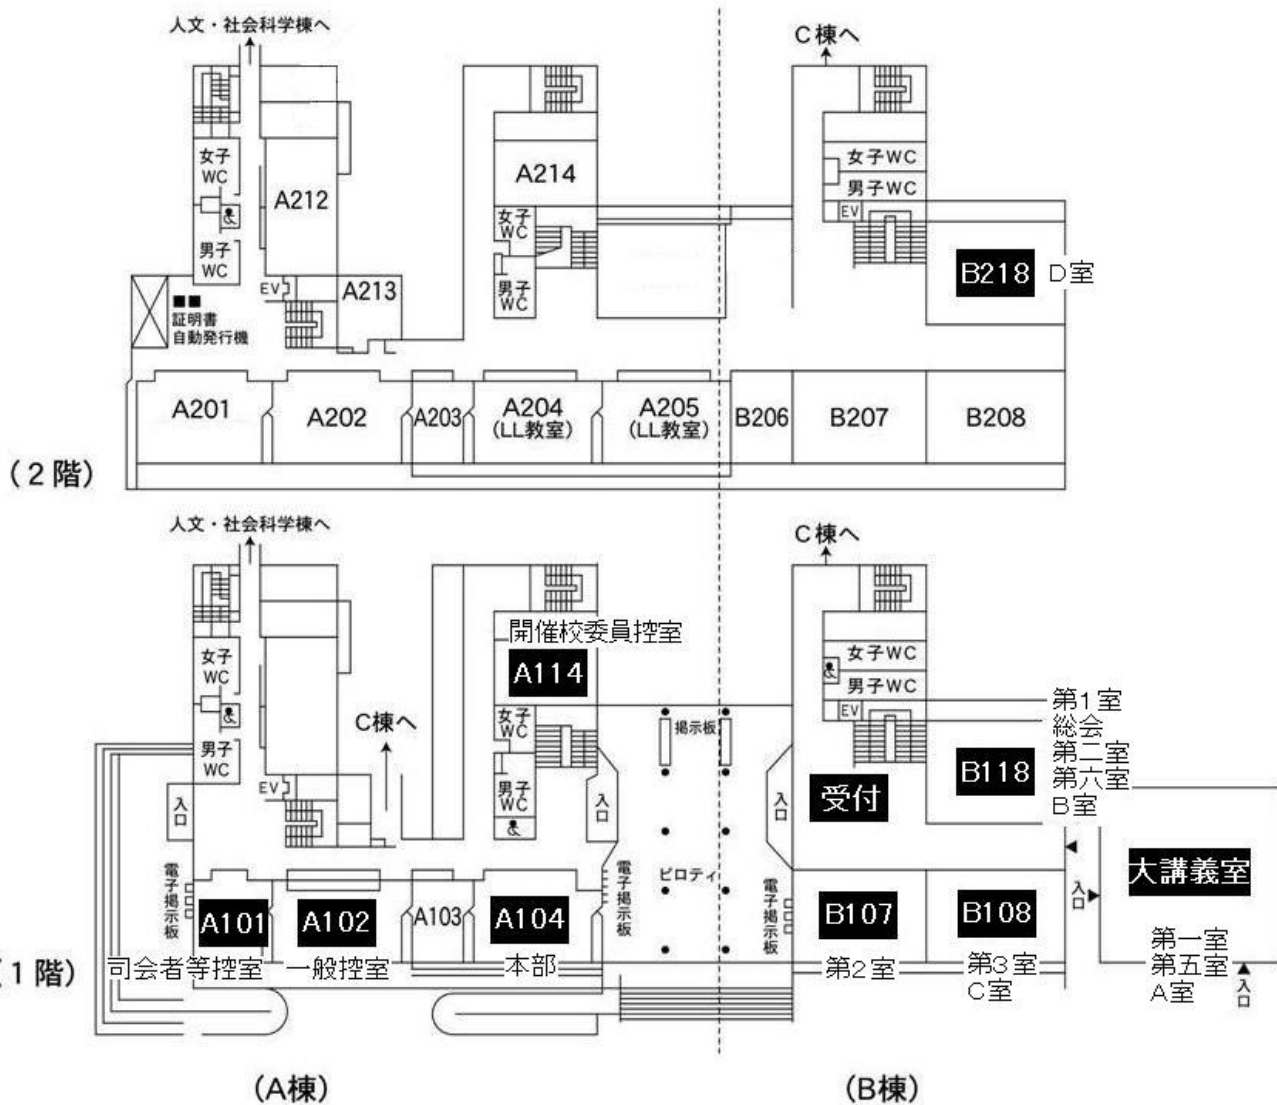 人文・社会科学棟へ
C棟へ
女子
WC
A212
A214
女子WC
男子WC
EV
女子
WC
男子
WC
男子
WC
B218
D室
EV
A213
■■
証明書
自動発行機
A201
A202
A203
A204
(LL教室)
A205
(LL教室)
B206
B207
B208
(2階)
人文・社会科学棟へ
C棟へ
開催校委員控室
A114
女子
WC
女子WC
男子WC
EV
C棟へ
女子
WC
掲示板
第1室
総会
第二室
第六室
B室
B118
男子
WC
EV
男子
WC
入口
入口
入口
受付
大講義室
電子掲示板
A101
A102
A103
A104
電子掲示板
ピロティ
電子掲示板
B107
B108
入口
司会者等控室
一般控室
本部
第2室
第3室
C室
第一室
第五室
A室
入口
(1階)
(A棟)
(B棟)